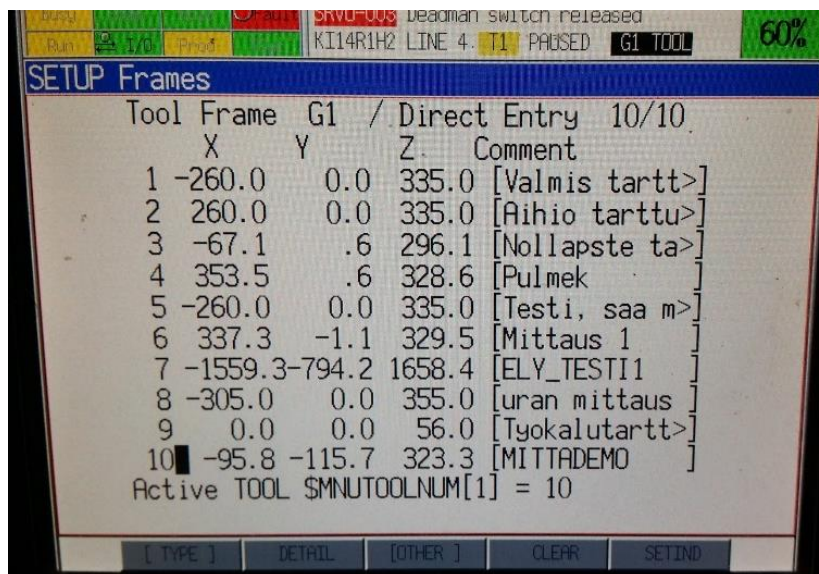 Busy Fault SRVO-003 Deadman switch released
Run I/O Prod KI14R1H2 LINE 4 T1 PAUSED G1 TOOL 60%
SETUP Frames
Tool Frame G1 / Direct Entry 10/10
X Y Z Comment
1 -260.0 0.0 335.0 [Valmis tartt>]
2 260.0 0.0 335.0 [Aihio tarttu>]
3 -67.1 .6 296.1 [Nollapste ta>]
4 353.5 .6 328.6 [Pulmek ]
5 -260.0 0.0 335.0 [Testi, saa m>]
6 337.3 -1.1 329.5 [Mittaus 1 ]
7 -1559.3-794.2 1658.4 [ELY_TESTI1 ]
8 -305.0 0.0 355.0 [uran mittaus ]
9 0.0 0.0 56.0 [Tyokalutartt>]
10 -95.8 -115.7 323.3 [MITTADEMO ]
Active TOOL $MNUTOOLNUM[1] = 10
[ TYPE ] DETAIL [OTHER ] CLEAR SETIND